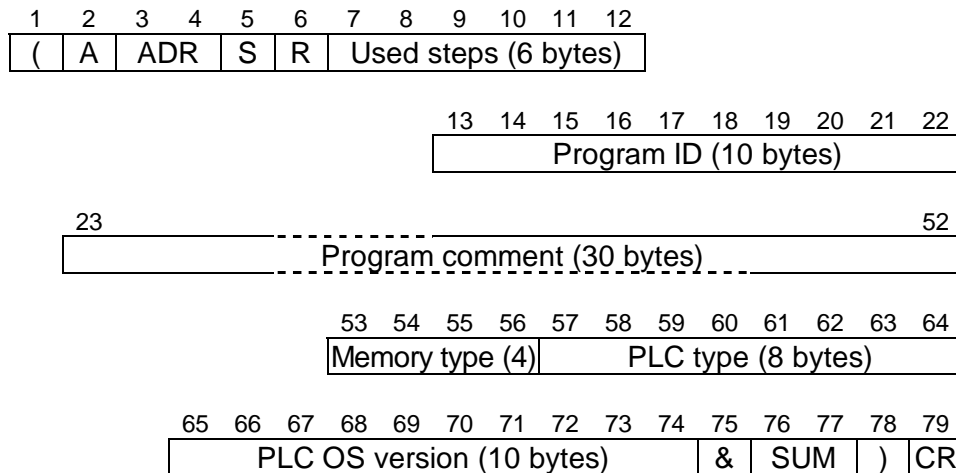 1 2 3 4 5 6 7 8 9 10 11 12
( A ADR S R Used steps (6 bytes)
13 14 15 16 17 18 19 20 21 22
Program ID (10 bytes)
23 52
Program comment (30 bytes)
53 54 55 56 57 58 59 60 61 62 63 64
Memory type (4) PLC type (8 bytes)
65 66 67 68 69 70 71 72 73 74 75 76 77 78 79
PLC OS version (10 bytes) & SUM ) CR